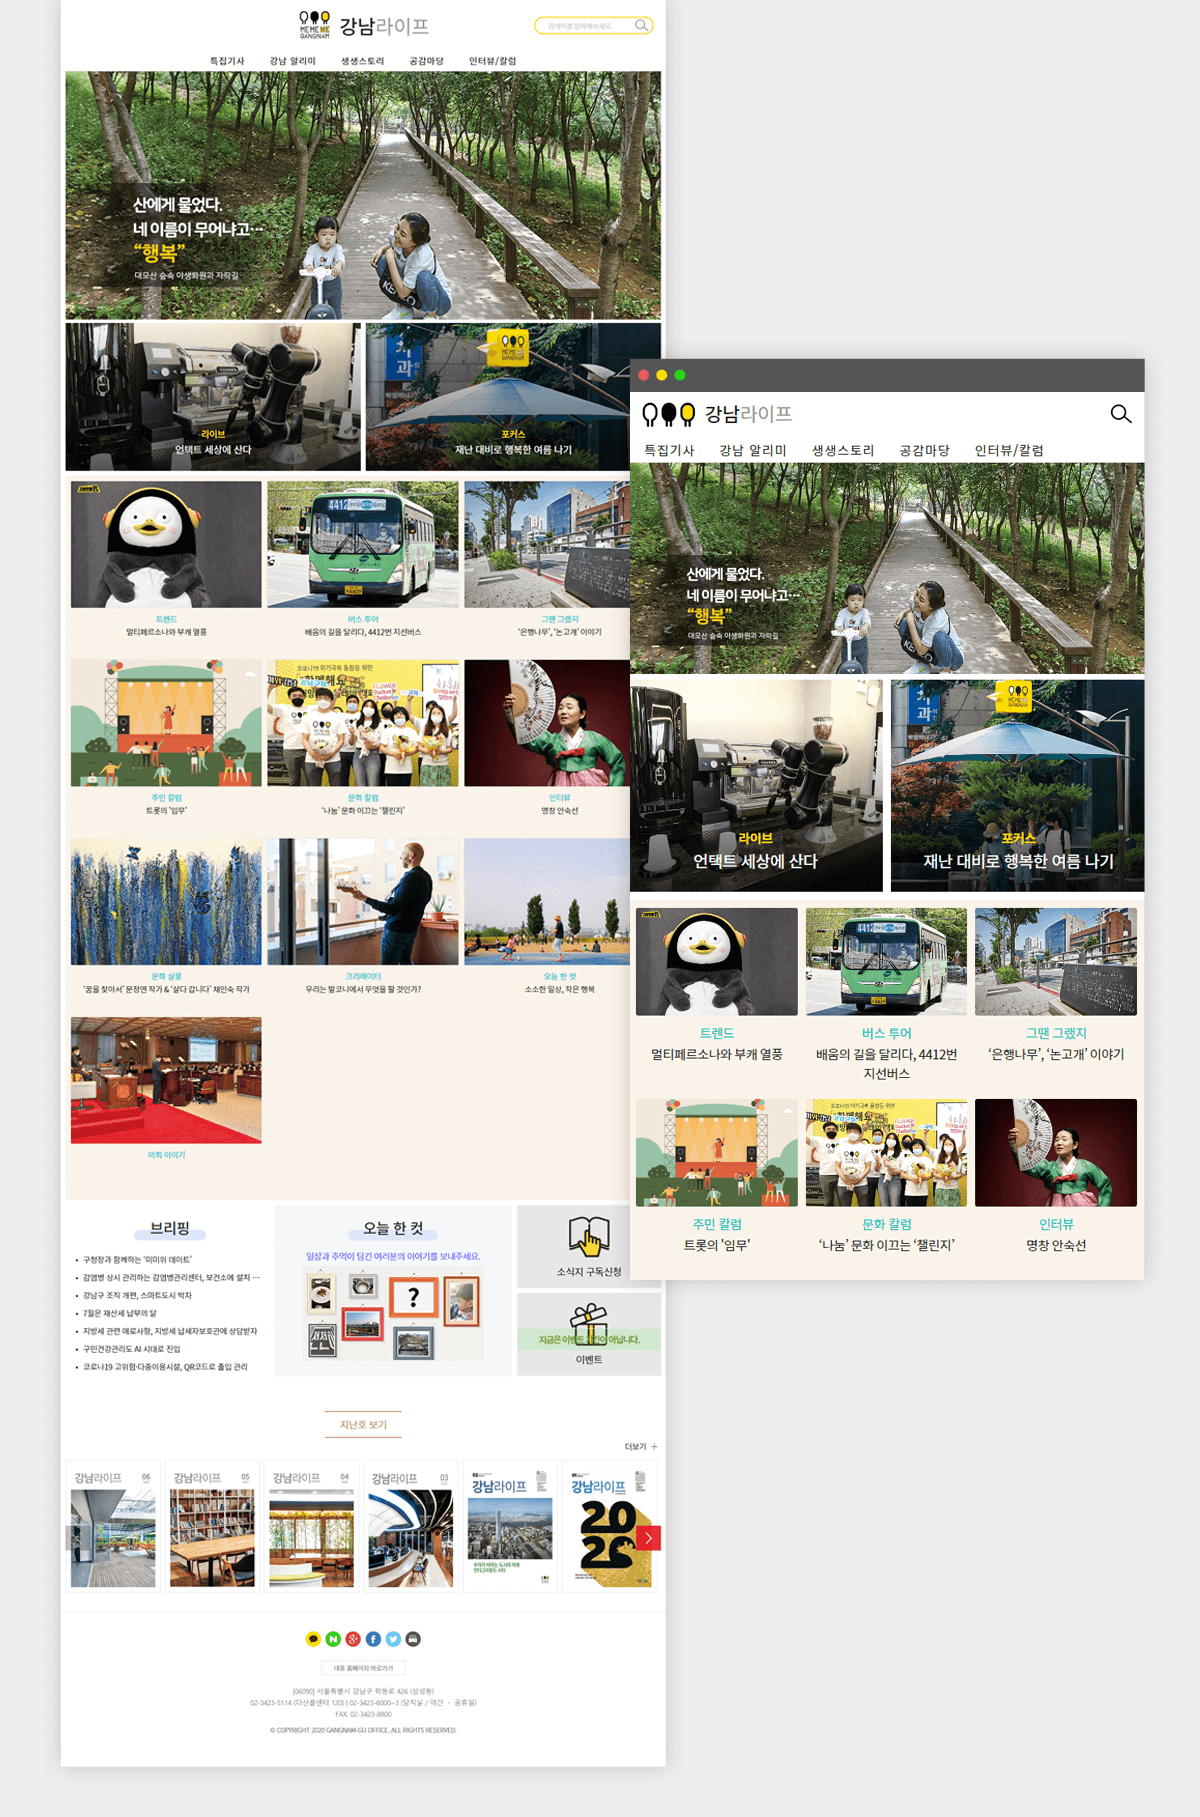 MEME ME
GANGNAM
강남라이프
검색어를 입력해보세요.
특집기사 강남 알리미 생생스토리 공감마당 인터뷰/칼럼
산에게 물었다.
네 이름이 무어냐고…
“행복”
대모산 숲속 야생화원과 자락길
라이브
언택트 세상에 산다
포커스
재난 대비로 행복한 여름 나기
트렌드
멀티페르소나와 부캐 열풍
버스 투어
배움의 길을 달리다, 4412번 지선버스
그땐 그랬지
‘은행나무’, ‘논고개’ 이야기
주민 칼럼
트롯의 '임무'
문화 칼럼
‘나눔’ 문화 이끄는 ‘챌린지’
인터뷰
명창 안숙선
문화 살롱
‘꿈을 찾아서’ 문정연 작가 & ‘살다 갑니다’ 채인숙 작가
크리에이터
우리는 발코니에서 무엇을 할 것인가?
오늘 한 컷
소소한 일상, 작은 행복
의회 이야기
브리핑
• 구청장과 함께하는 ‘미미위 데이트’
• 감염병 상시 관리하는 감염병관리센터, 보건소에 설치 …
• 강남구 조직 개편, 스마트도시 박차
• 7월은 재산세 납부의 달
• 지방세 관련 애로사항, 지방세 납세자보호관에 상담받자
• 구민건강관리도 AI 시대로 진입
• 코로나19 고위험·다중이용시설, QR코드로 출입 관리
오늘 한 컷
일상과 추억이 담긴 여러분의 이야기를 보내주세요.
?
소식지 구독신청
지금은 이벤트 기간이 아닙니다.
이벤트
지난호 보기
더보기 +
강남라이프 06
강남라이프 05
강남라이프 04
강남라이프 03
02
강남라이프
01
강남라이프
2020
대표 홈페이지 바로가기
[06090] 서울특별시 강남구 학동로 426 (삼성동)
02-3423-5114 (다산콜센터 120) | 02-3423-6000~3 (당직실 / 야간 · 공휴일)
FAX. 02-3423-8800
© COPYRIGHT 2020 GANGNAM-GU OFFICE. ALL RIGHTS RESERVED.
강남라이프
특집기사 강남 알리미 생생스토리 공감마당 인터뷰/칼럼
산에게 물었다.
네 이름이 무어냐고…
“행복”
대모산 숲속 야생화원과 자락길
라이브
언택트 세상에 산다
포커스
재난 대비로 행복한 여름 나기
트렌드
멀티페르소나와 부캐 열풍
버스 투어
배움의 길을 달리다, 4412번
지선버스
그땐 그랬지
‘은행나무’, ‘논고개’ 이야기
주민 칼럼
트롯의 '임무'
문화 칼럼
‘나눔’ 문화 이끄는 ‘챌린지’
인터뷰
명창 안숙선